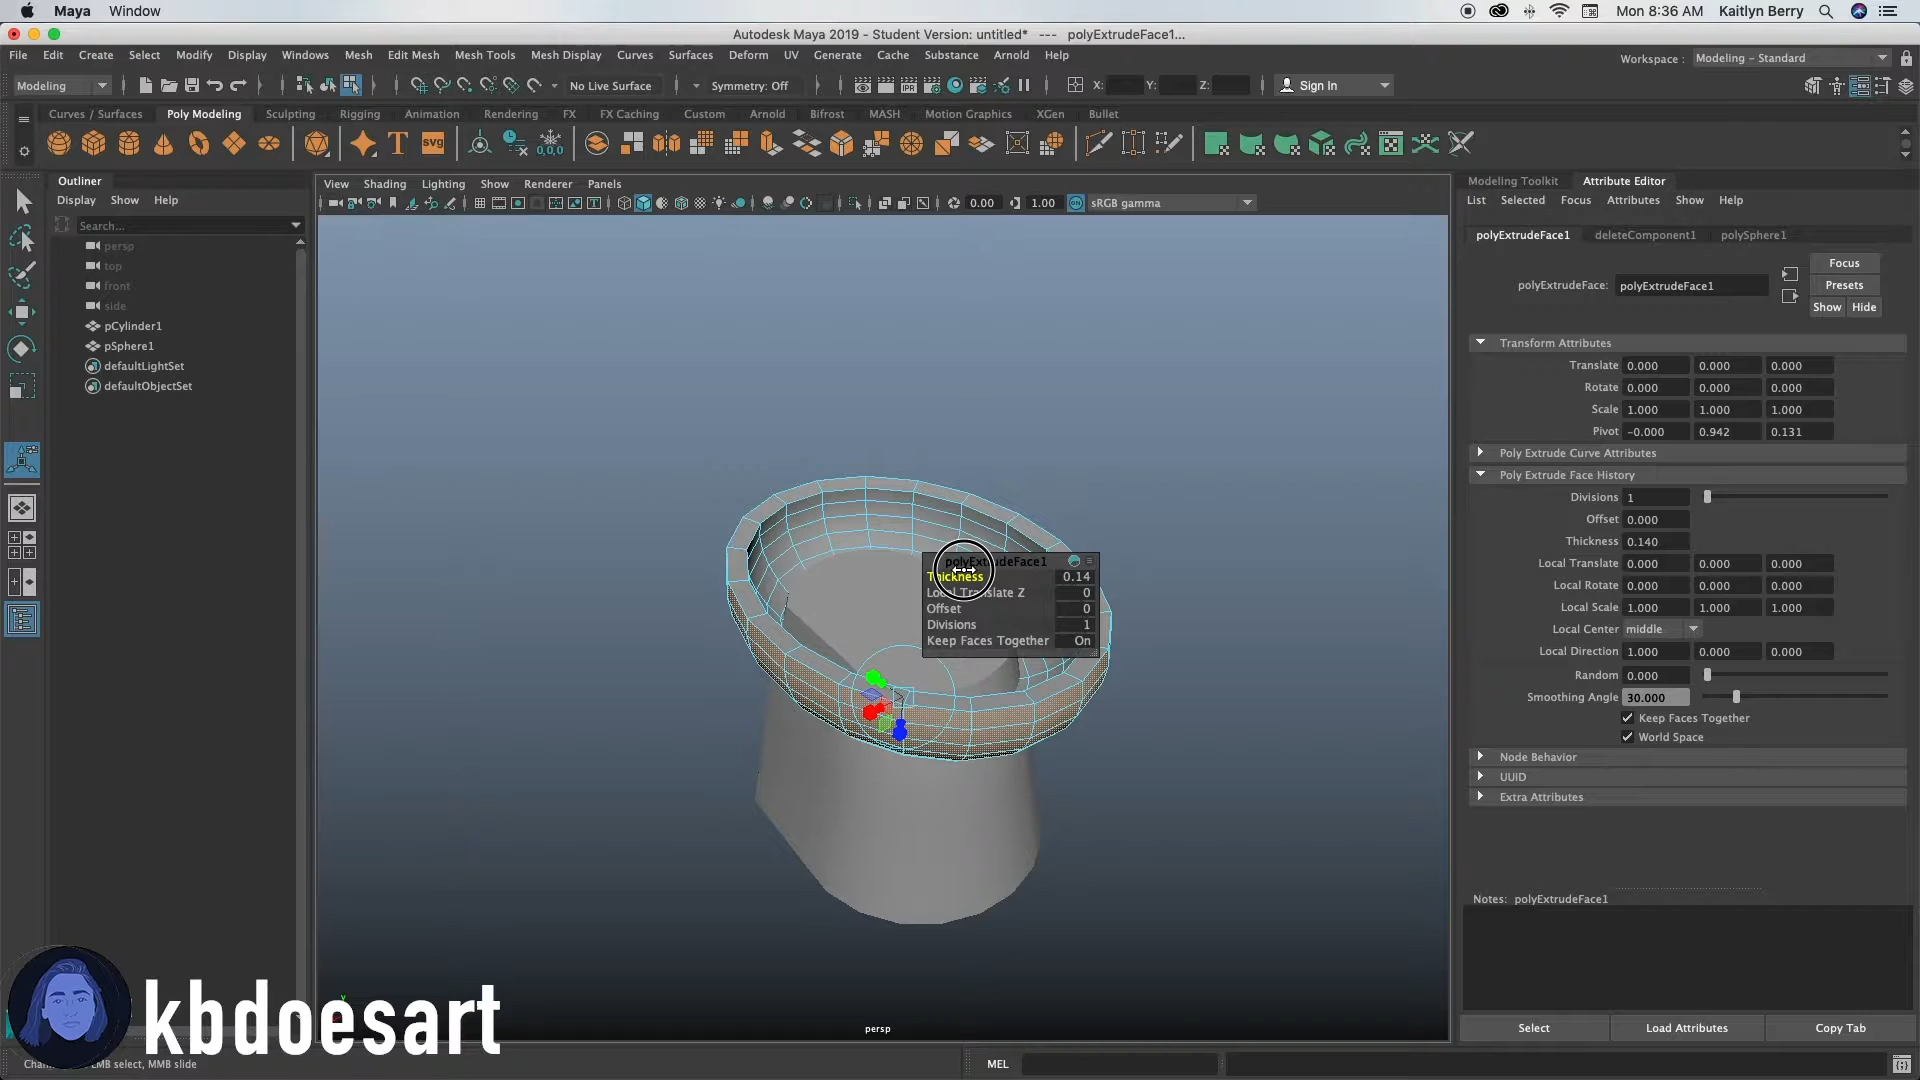 Maya Window
Mon 8:36 AM Kaitlyn Berry
Autodesk Maya 2019 - Student Version: untitled* --- polyExtrudeFace1...
File Edit Create Select Modify Display Windows Mesh Edit Mesh Mesh Tools Mesh Display Curves Surfaces Deform UV Generate Cache Substance Arnold Help
Workspace : Modeling - Standard
Modeling No Live Surface Symmetry: Off IPR X: Y: Z: Sign In
Curves / Surfaces Poly Modeling Sculpting Rigging Animation Rendering FX FX Caching Custom Arnold Bifrost MASH Motion Graphics XGen Bullet
T SVG 0,0,0
Outliner
Display Show Help
Search...
persp
top
front
side
pCylinder1
pSphere1
defaultLightSet
defaultObjectSet
View Shading Lighting Show Renderer Panels
0.00 1.00 ON sRGB gamma
polyExtrudeFace1
Thickness 0.14
Local Translate Z 0
Offset 0
Divisions 1
Keep Faces Together On
persp
Modeling Toolkit Attribute Editor
List Selected Focus Attributes Show Help
polyExtrudeFace1 deleteComponent1 polySphere1
Focus
polyExtrudeFace: polyExtrudeFace1 Presets
Show Hide
Transform Attributes
Translate 0.000 0.000 0.000
Rotate 0.000 0.000 0.000
Scale 1.000 1.000 1.000
Pivot -0.000 0.942 0.131
Poly Extrude Curve Attributes
Poly Extrude Face History
Divisions 1
Offset 0.000
Thickness 0.140
Local Translate 0.000 0.000 0.000
Local Rotate 0.000 0.000 0.000
Local Scale 1.000 1.000 1.000
Local Center middle
Local Direction 1.000 0.000 0.000
Random 0.000
Smoothing Angle 30.000
Keep Faces Together
World Space
Node Behavior
UUID
Extra Attributes
Notes: polyExtrudeFace1
Select Load Attributes Copy Tab
kbdoesart
y
MB select, MMB slide
MEL